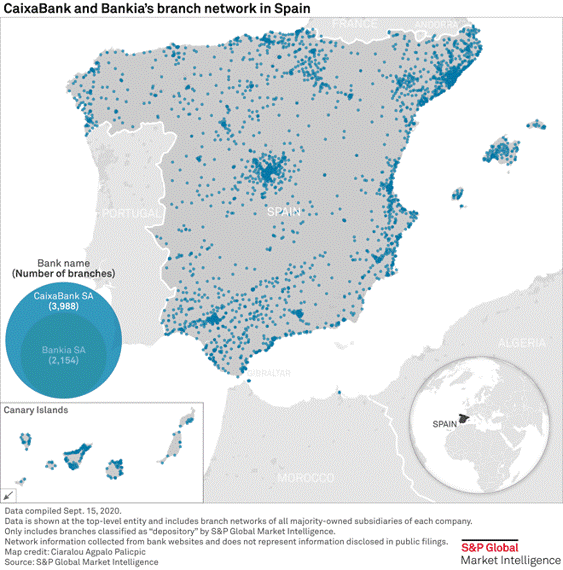 CaixaBank and Bankia's branch network in Spain
FRANCE
ANDORRA
PORTUGAL
SPAIN
Bank name
(Number of branches)
CaixaBank SA
(3,988)
Bankia SA
(2,154)
GIBRALTAR
ALGERIA
MOROCCO
SPAIN
Canary Islands
Data compiled Sept. 15, 2020.
Data is shown at the top-level entity and includes branch networks of all majority-owned subsidiaries of each company.
Only includes branches classified as "depository" by S&P Global Market Intelligence.
Network information collected from bank websites and does not represent information disclosed in public filings.
Map credit: Ciaralou Agpalo Palicpic
Source: S&P Global Market Intelligence
S&P Global
Market Intelligence